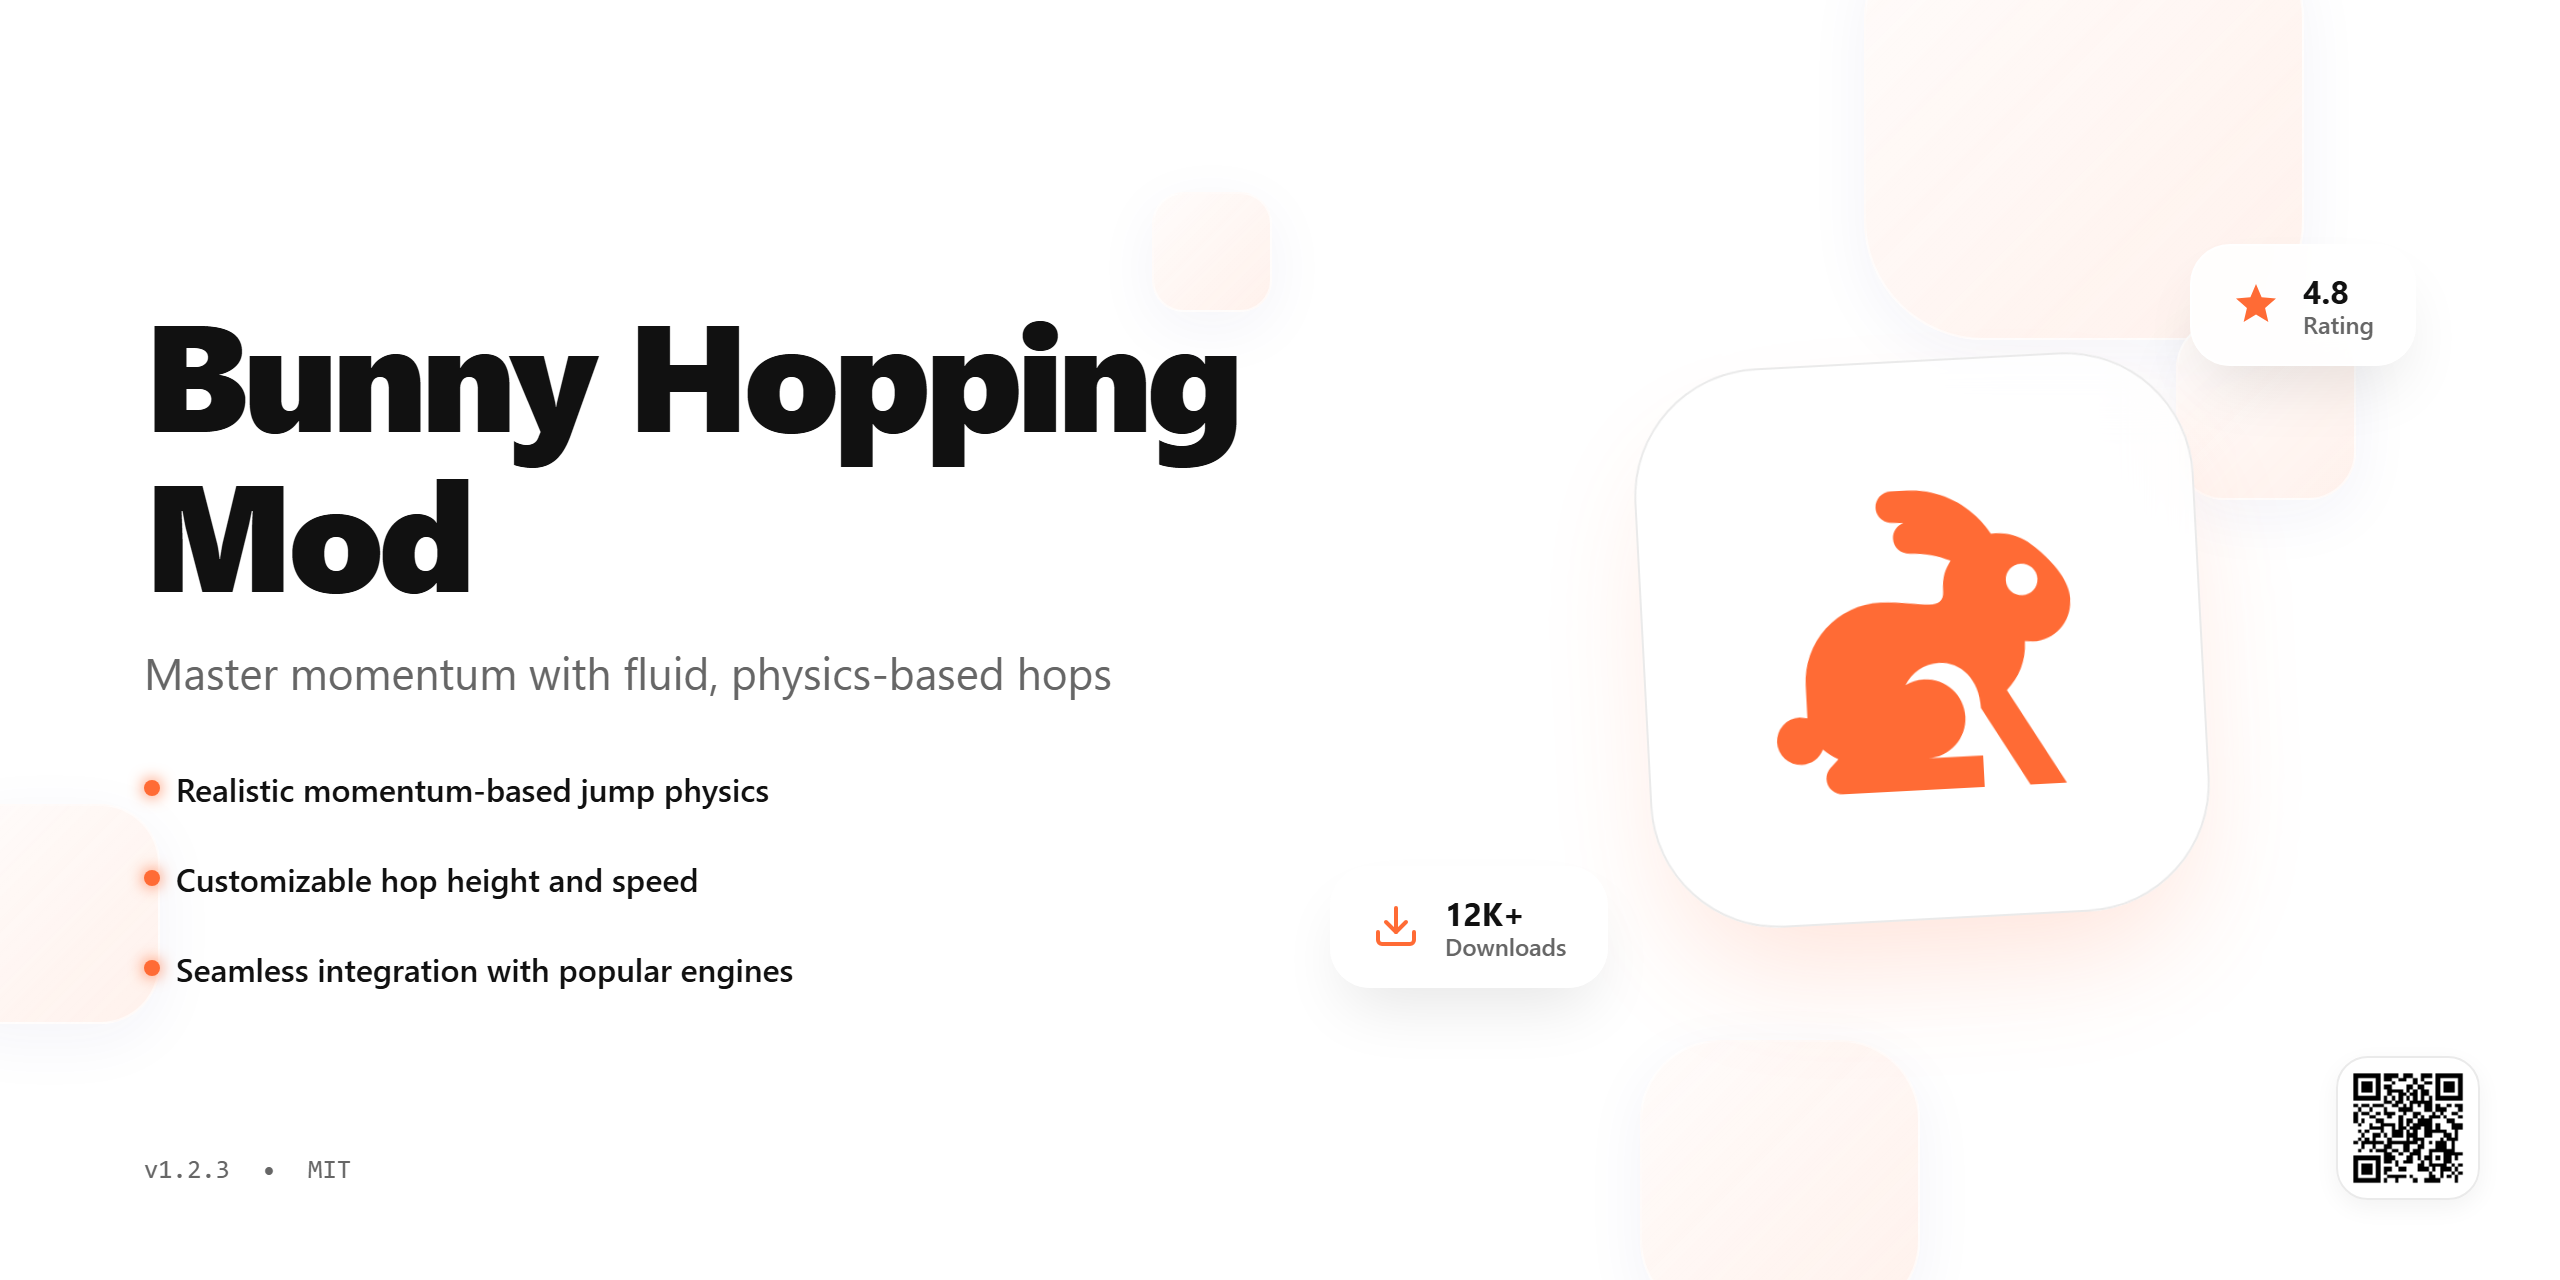 Bunny Hopping
Mod
Master momentum with fluid, physics-based hops
Realistic momentum-based jump physics
Customizable hop height and speed
Seamless integration with popular engines
v1.2.3 • MIT
4.8
Rating
12K+
Downloads